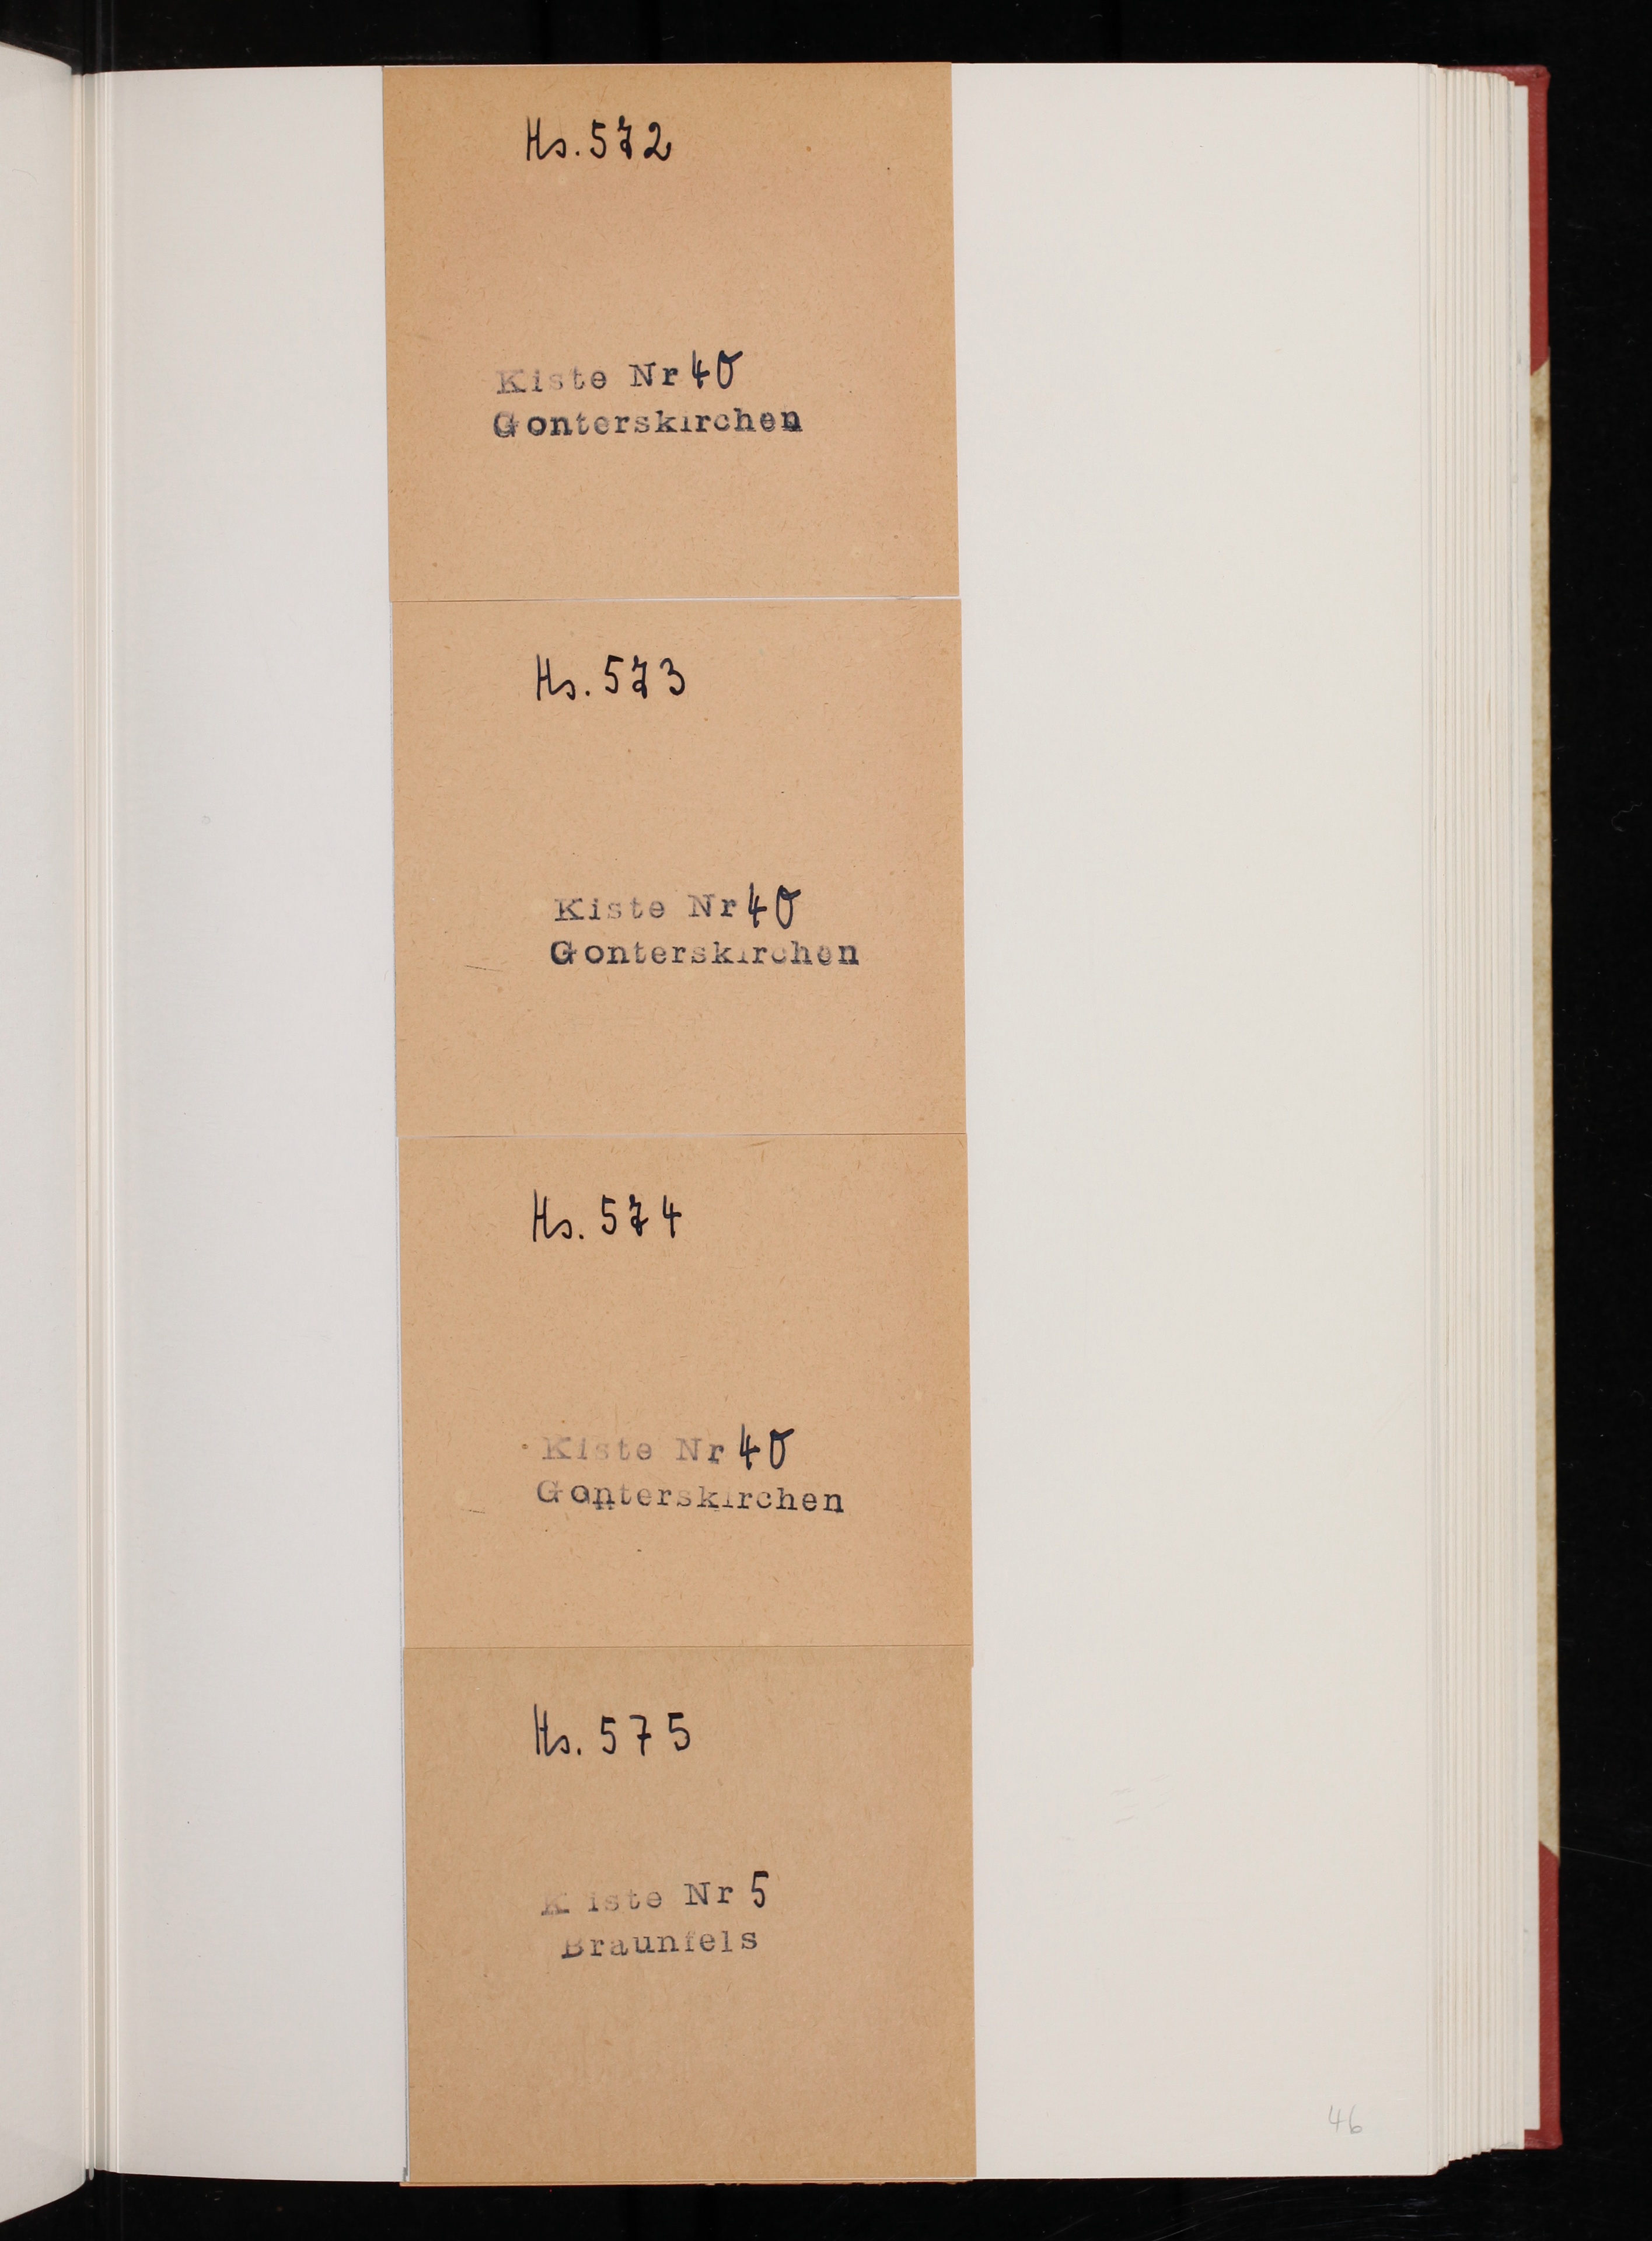 Hs. 572
Kiste Nr 40
Gonterskirchen
Hs. 573
Kiste Nr 40
Gonterskirchen
Hs. 574
Kiste Nr 40
Gonterskirchen
Hs. 575
Kiste Nr 5
Braunfels
46